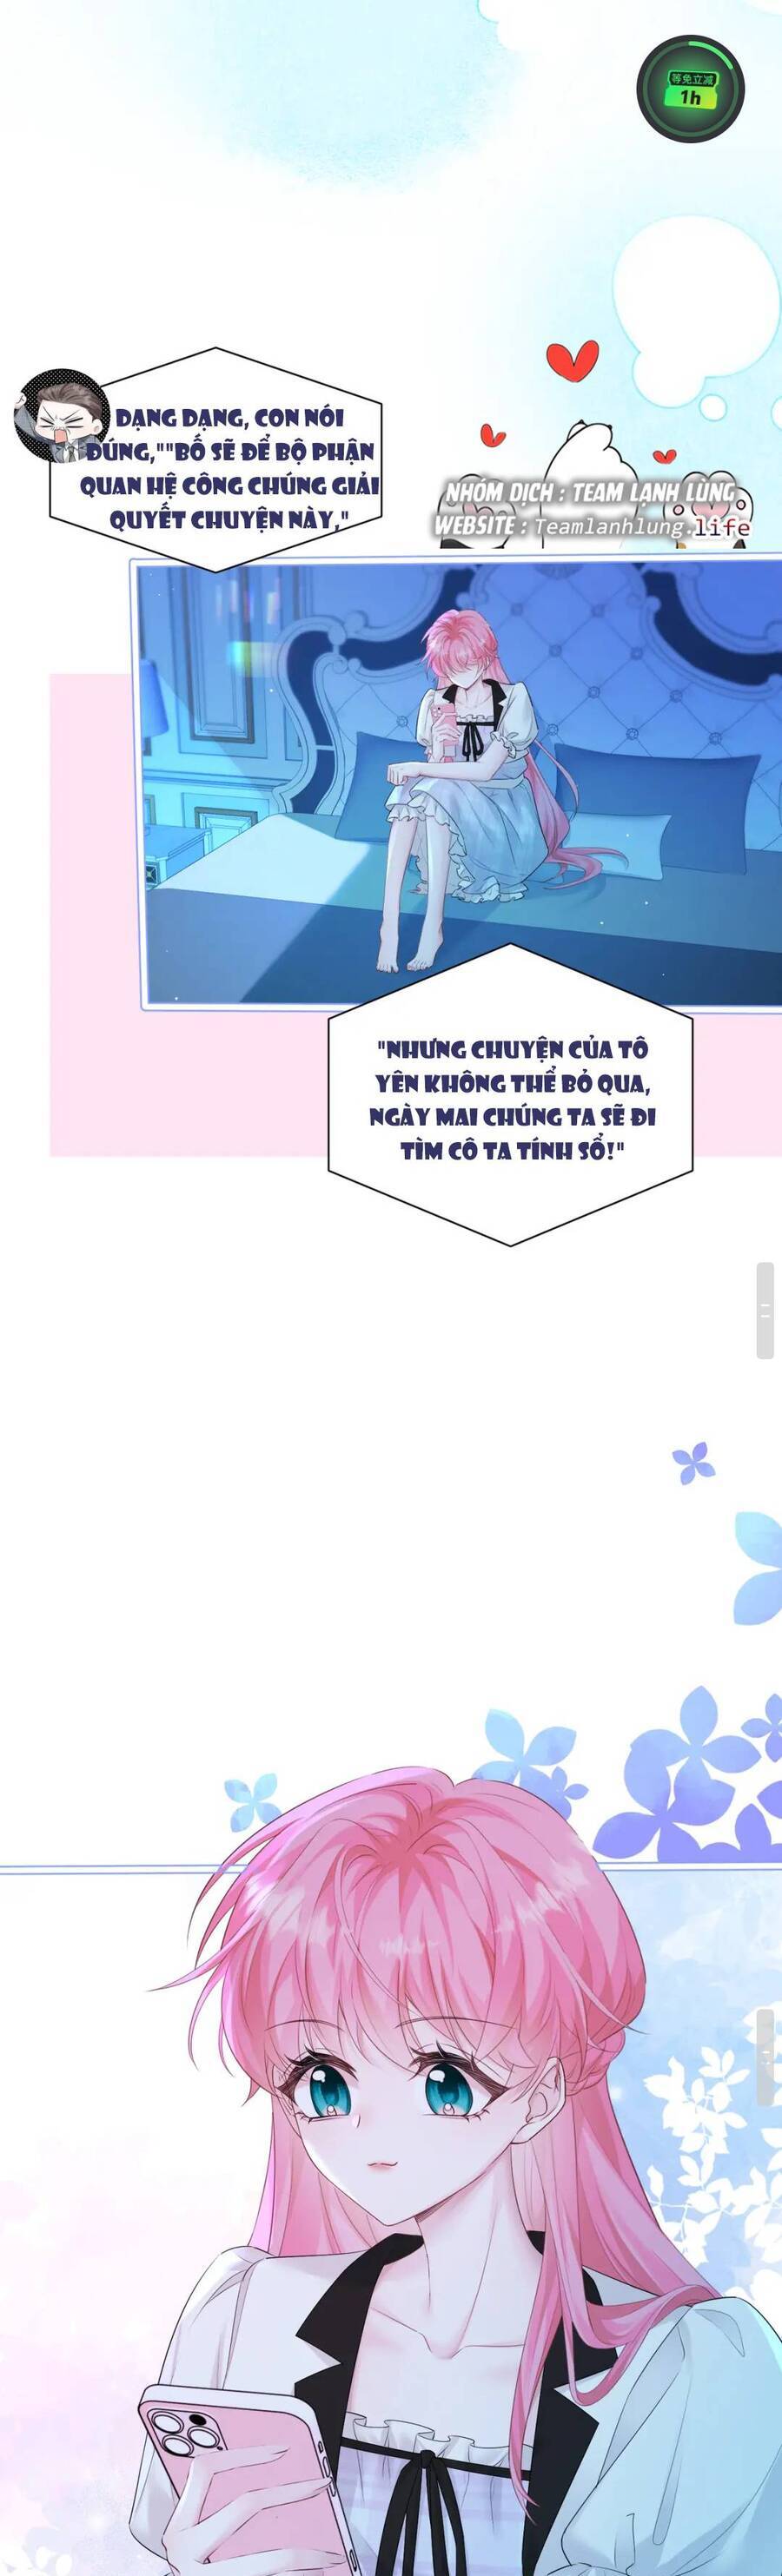 等免立减
1h
DẠNG DẠNG, CON NÓI
ĐÚNG,""BỐ SẼ ĐỂ BỘ PHẬN
QUAN HỆ CÔNG CHÚNG GIẢI
QUYẾT CHUYỆN NÀY,"
NHÓM DỊCH : TEAM LẠNH LÙNG
WEBSITE : Teamlanhlung.life
"NHƯNG CHUYỆN CỦA TÔ
YÊN KHÔNG THỂ BỎ QUA,
NGÀY MAI CHÚNG TA SẼ ĐI
TÌM CÔ TA TÍNH SỔ!"